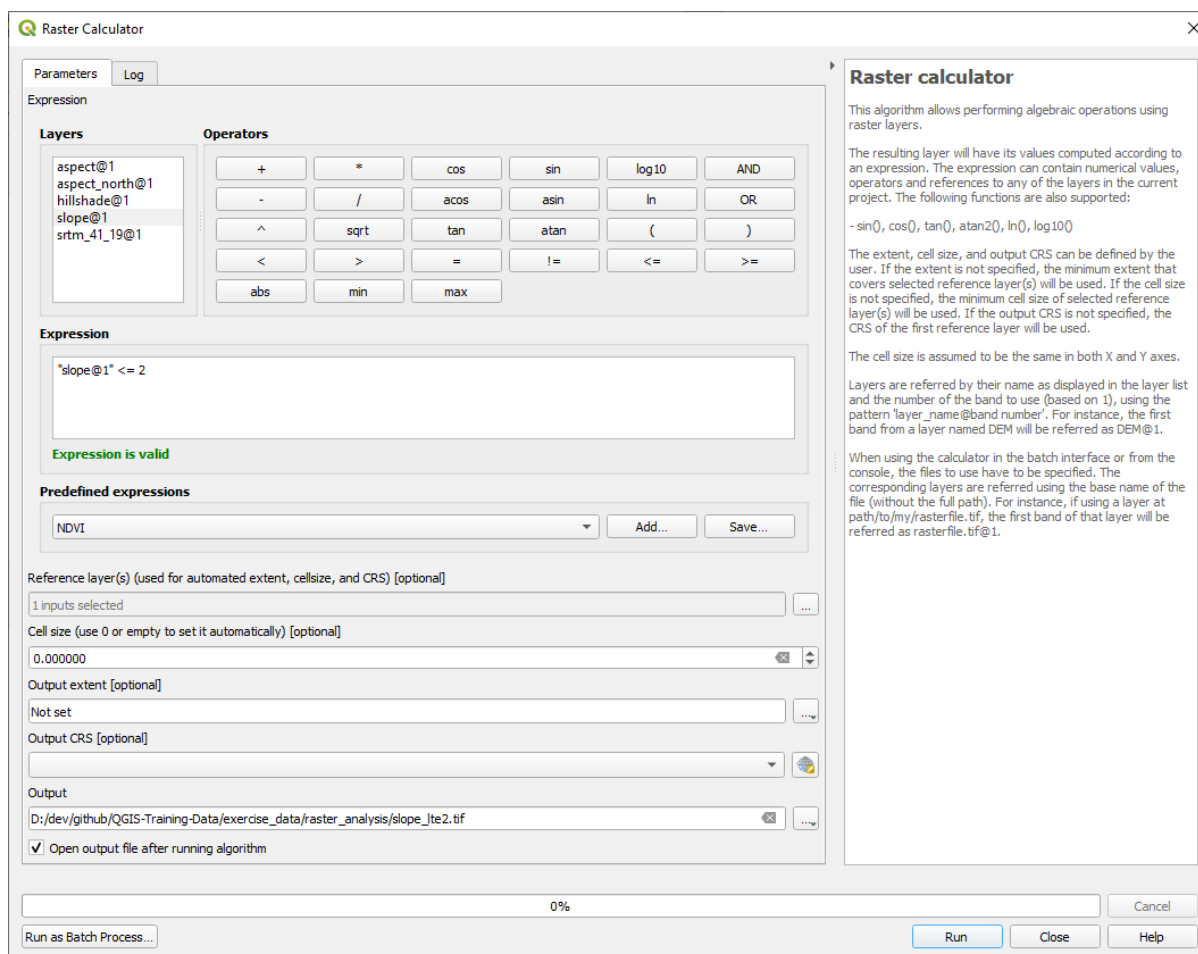 Raster Calculator
Parameters
Log
Expression
Layers
aspect@1
aspect_north@1
hillshade@1
slope@1
srtm_41_19@1
Operators
+ * cos sin log10 AND
- / acos asin ln OR
^ sqrt tan atan ( )
< > = != <= >=
abs min max
Expression
"slope@1" <= 2
Expression is valid
Predefined expressions
NDVI
Add...
Save...
Reference layer(s) (used for automated extent, cellsize, and CRS) [optional]
1 inputs selected
...
Cell size (use 0 or empty to set it automatically) [optional]
0.000000
Output extent [optional]
Not set
...
Output CRS [optional]
Output
D:/dev/github/QGIS-Training-Data/exercise_data/raster_analysis/slope_lte2.tif
...
Open output file after running algorithm
Raster calculator
This algorithm allows performing algebraic operations using
raster layers.
The resulting layer will have its values computed according to
an expression. The expression can contain numerical values,
operators and references to any of the layers in the current
project. The following functions are also supported:
- sin(), cos(), tan(), atan2(), ln(), log10()
The extent, cell size, and output CRS can be defined by the
user. If the extent is not specified, the minimum extent that
covers selected reference layer(s) will be used. If the cell size
is not specified, the minimum cell size of selected reference
layer(s) will be used. If the output CRS is not specified, the
CRS of the first reference layer will be used.
The cell size is assumed to be the same in both X and Y axes.
Layers are referred by their name as displayed in the layer list
and the number of the band to use (based on 1), using the
pattern 'layer_name@band number'. For instance, the first
band from a layer named DEM will be referred as DEM@1.
When using the calculator in the batch interface or from the
console, the files to use have to be specified. The
corresponding layers are referred using the base name of the
file (without the full path). For instance, if using a layer at
path/to/my/rasterfile.tif, the first band of that layer will be
referred as rasterfile.tif@1.
0%
Cancel
Run as Batch Process...
Run
Close
Help